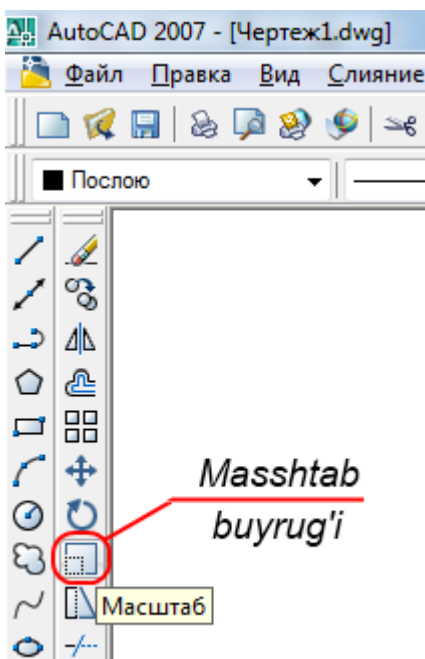 AutoCAD 2007 - [Чертеж1.dwg]
Файл Правка Вид Слияние
Послою
Masshtab
buyrug'i
Масштаб